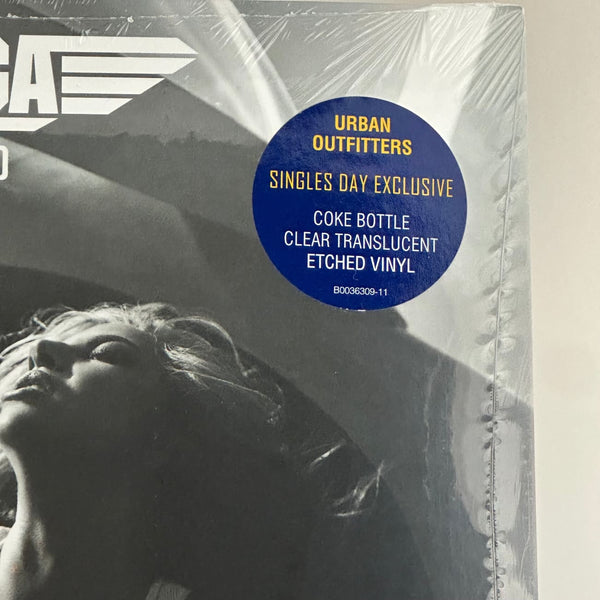 GA
URBAN
OUTFITTERS
SINGLES DAY EXCLUSIVE
COKE BOTTLE
CLEAR TRANSLUCENT
ETCHED VINYL
B0036309-11